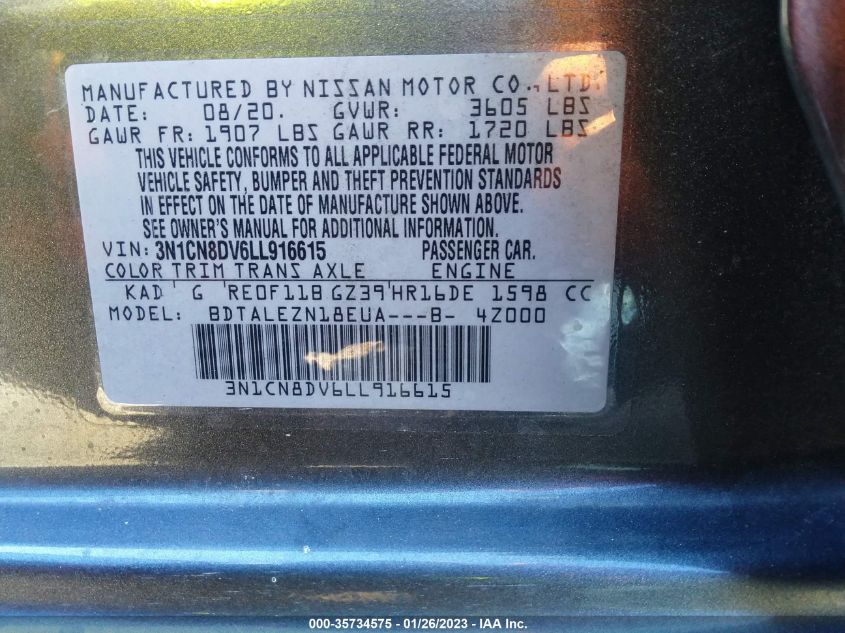 MANUFACTURED BY NISSAN MOTOR CO., LTD.
DATE: 08/20. GVWR: 3605 LBS
GAWR FR: 1907 LBS GAWR RR: 1720 LBS
THIS VEHICLE CONFORMS TO ALL APPLICABLE FEDERAL MOTOR
VEHICLE SAFETY, BUMPER AND THEFT PREVENTION STANDARDS
IN EFFECT ON THE DATE OF MANUFACTURE SHOWN ABOVE.
SEE OWNER'S MANUAL FOR ADDITIONAL INFORMATION.
VIN: 3N1CN8DV6LL916615 PASSENGER CAR.
COLOR TRIM TRANS AXLE ENGINE
KAD G RE0F11B GZ39 HR16DE 1598 CC
MODEL: BDTALEZN18EUA---B- 4Z000
3N1CN8DV6LL916615
000-35734575 - 01/26/2023 - IAA Inc.